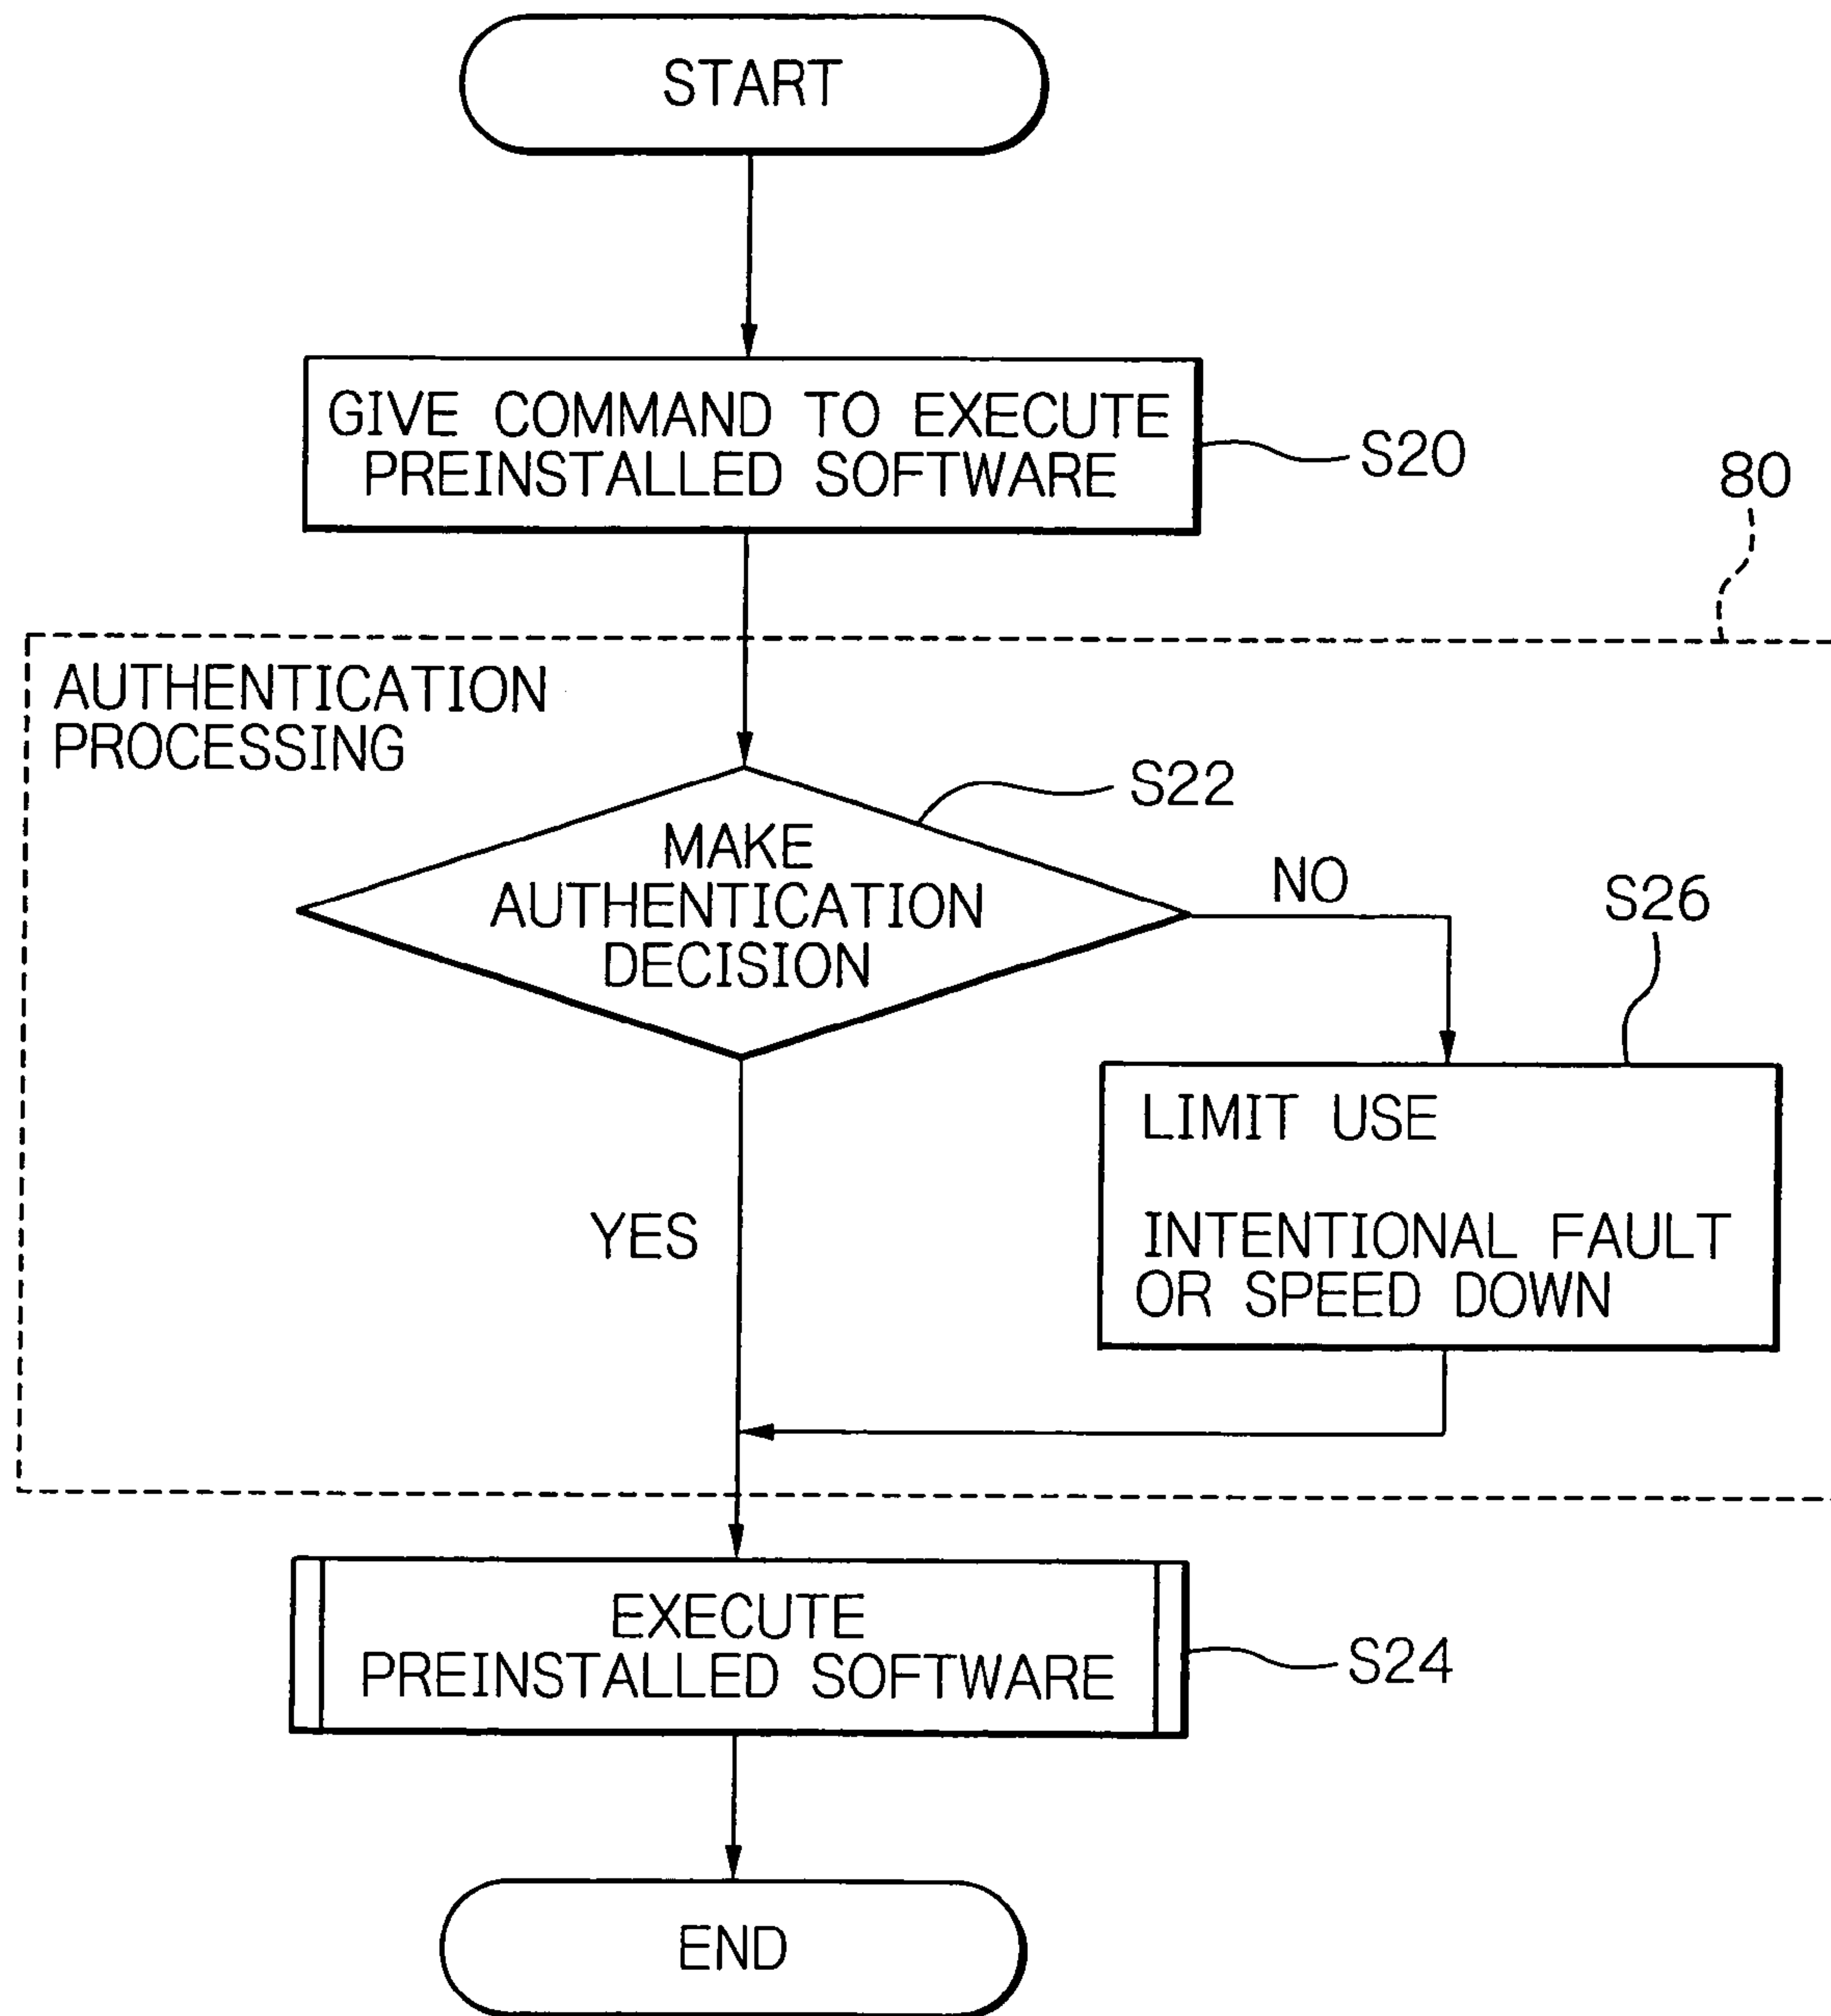 START
GIVE COMMAND TO EXECUTE
PREINSTALLED SOFTWARE
S20
80
AUTHENTICATION
PROCESSING
S22
MAKE
AUTHENTICATION
DECISION
NO
S26
LIMIT USE
INTENTIONAL FAULT
OR SPEED DOWN
YES
EXECUTE
PREINSTALLED SOFTWARE
S24
END